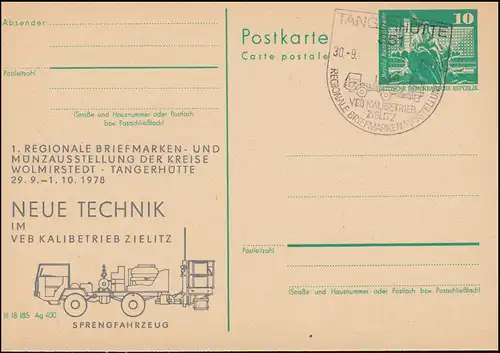 Absender:
Postleitzahl
(Straße und Hausnummer oder Postfach
bzw Postschließfach)
1. REGIONALE BRIEFMARKEN- UND
MÜNZAUSSTELLUNG DER KREISE
WOLMIRSTEDT · TANGERHÜTTE
29. 9. – 1. 10. 1978
NEUE TECHNIK
IM
VEB KALIBETRIEB ZIELITZ
SPRENGFAHRZEUG
III 18 185 Ag 400
Postkarte
Carte postale
TANGERHÜTTE
30.-9.
VEB KALIBETRIEB
ZIELITZ
REGIONALE BRIEFMARKENAUSSTELLUNG
10
DEUTSCHE DEMOKRATISCHE REPUBLIK
Postleitzahl
(Straße und Hausnummer oder Postfach bzw. Postschließfach)